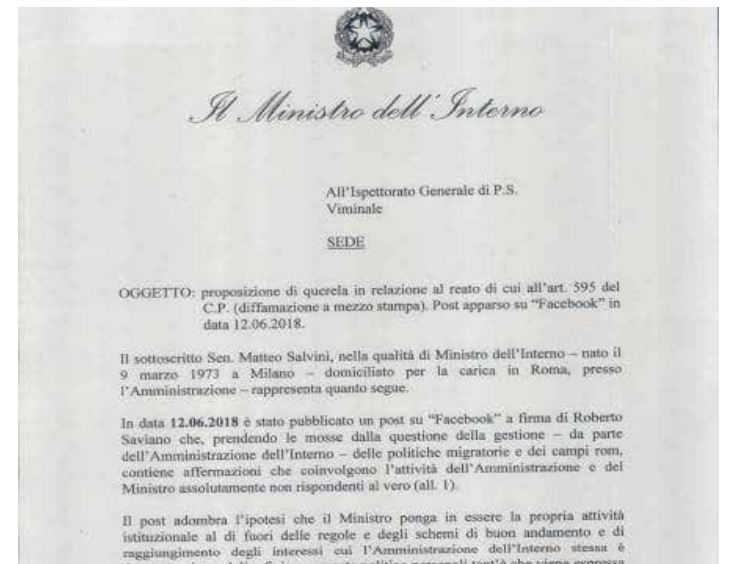 Il Ministro dell'Interno
All'Ispettorato Generale di P.S.
Viminale
SEDE
OGGETTO: proposizione di querela in relazione al reato di cui all'art. 595 del
C.P. (diffamazione a mezzo stampa). Post apparso su "Facebook" in
data 12.06.2018.
Il sottoscritto Sen. Matteo Salvini, nella qualità di Ministro dell'Interno – nato il
9 marzo 1973 a Milano – domiciliato per la carica in Roma, presso
l'Amministrazione – rappresenta quanto segue.
In data 12.06.2018 è stato pubblicato un post su "Facebook" a firma di Roberto
Saviano che, prendendo le mosse dalla questione della gestione – da parte
dell'Amministrazione dell'Interno – delle politiche migratorie e dei campi rom,
contiene affermazioni che coinvolgono l'attività dell'Amministrazione e del
Ministro assolutamente non rispondenti al vero (all. 1).
Il post adombra l'ipotesi che il Ministro ponga in essere la propria attività
istituzionale al di fuori delle regole e degli schemi di buon andamento e di
raggiungimento degli interessi cui l'Amministrazione dell'Interno stessa è